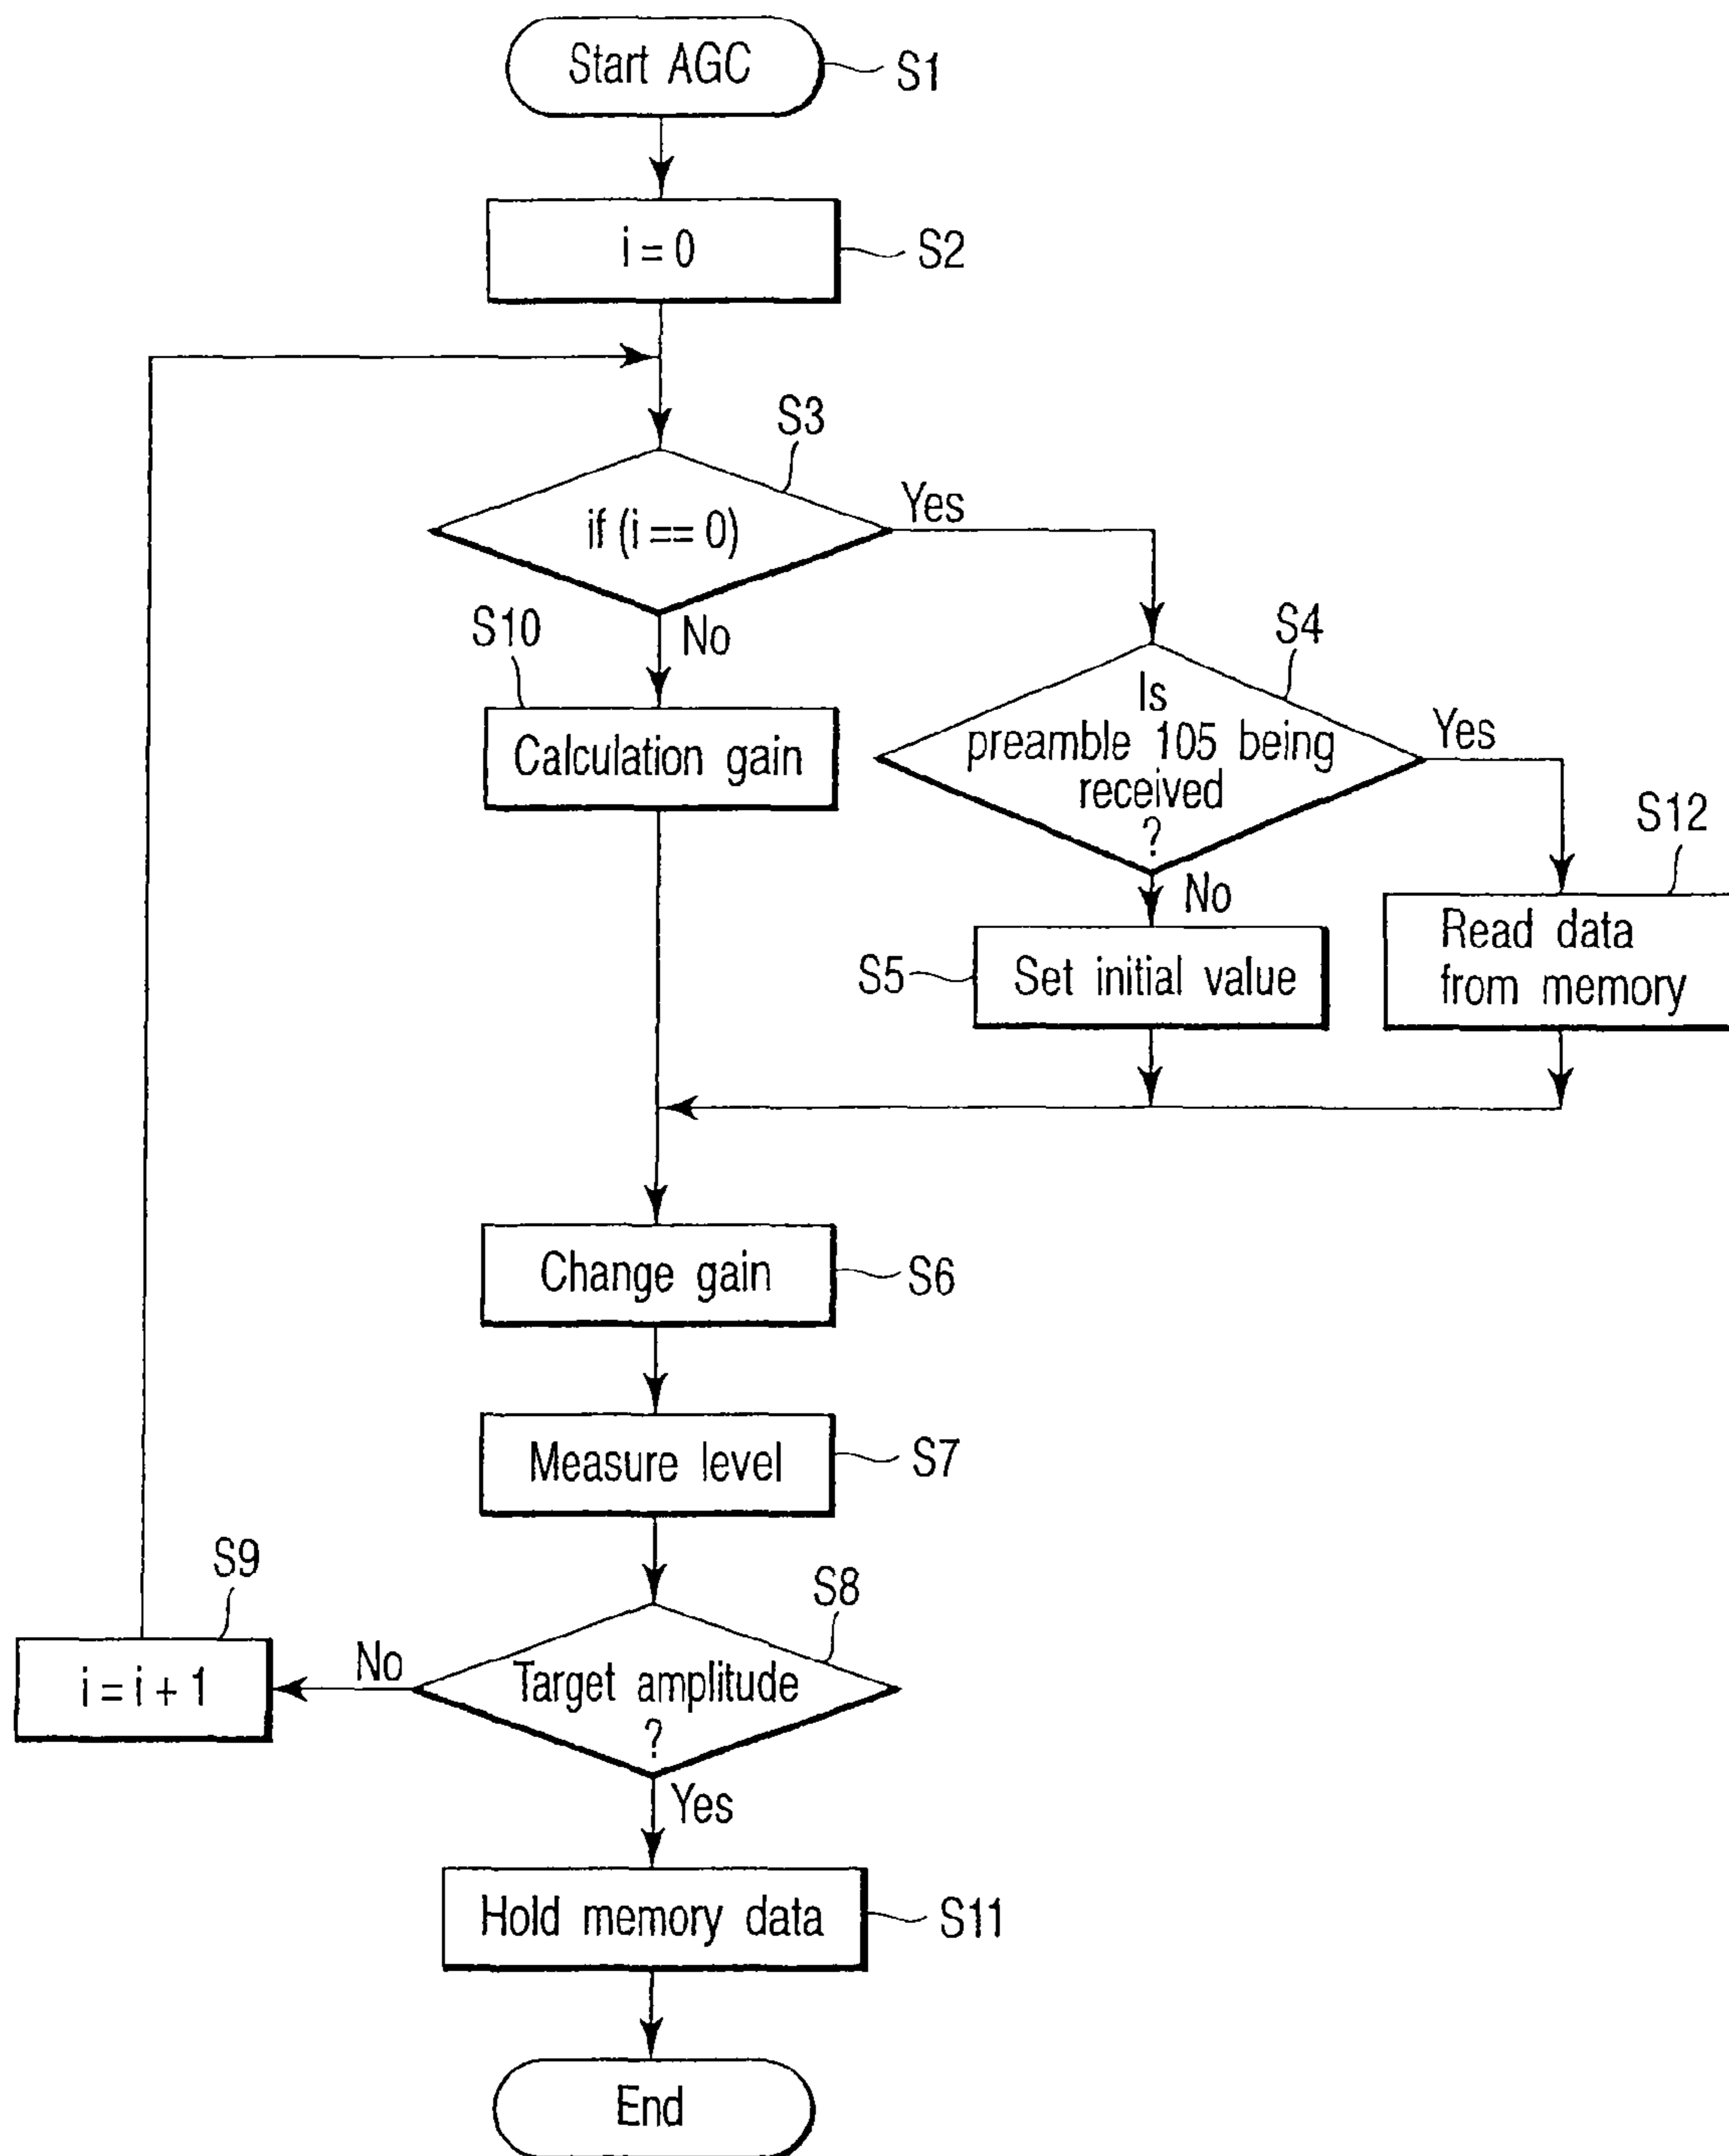 Start AGC
S1
i = 0
S2
S3
if (i == 0)
Yes
No
S10
Calculation gain
S4
Is
preamble 105 being
received
?
Yes
No
S12
Read data
from memory
S5
Set initial value
Change gain
S6
Measure level
S7
S8
Target amplitude
?
No
S9
i = i + 1
Yes
Hold memory data
S11
End